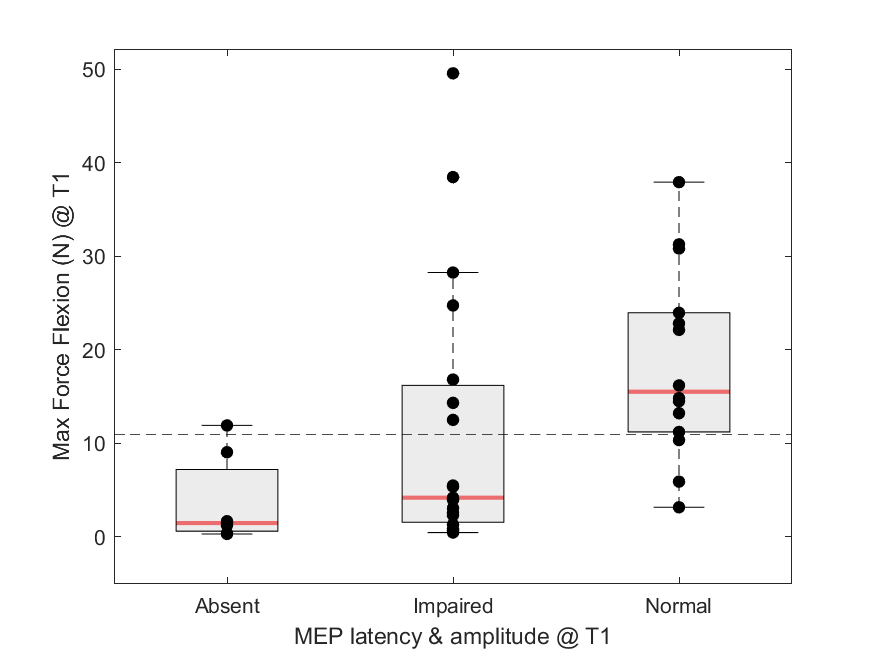 Max Force Flexion (N) @ T1
50
40
30
20
10
0
Absent Impaired Normal
MEP latency & amplitude @ T1